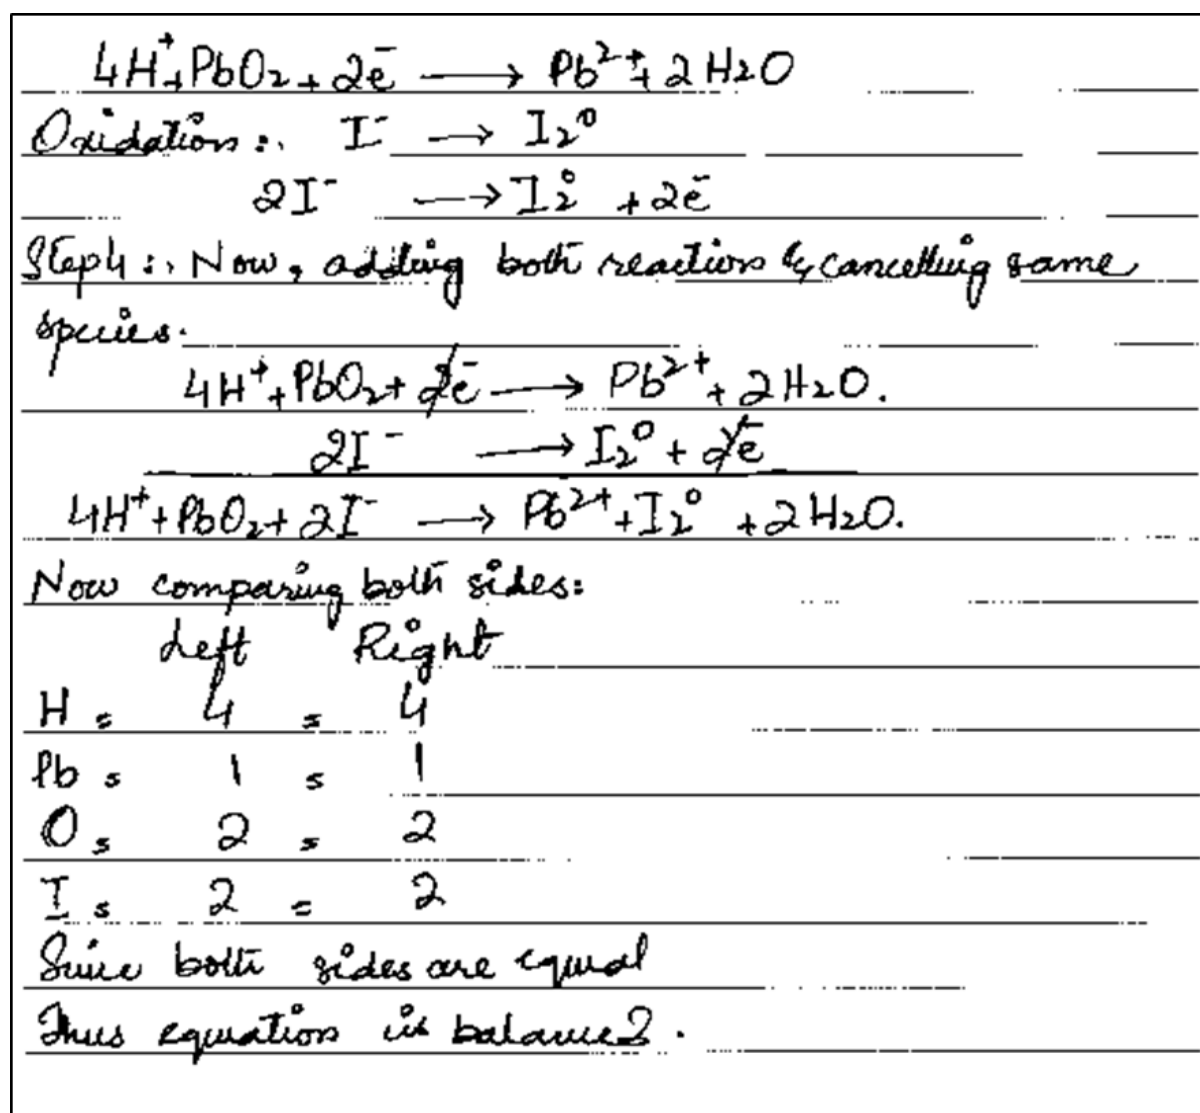 4H⁺+PbO₂+2e⁻ ⟶ Pb²⁺+2H₂O
Oxidation:. I⁻ ⟶ I₂⁰
2I⁻ ⟶ I₂⁰ +2e⁻
Step4:. Now, adding both reactions & cancelling same
species.
4H⁺+PbO₂+2e⁻ ⟶ Pb²⁺+2H₂O.
2I⁻ ⟶ I₂⁰+2e⁻
4H⁺+PbO₂+2I⁻ ⟶ Pb²⁺+I₂⁰ +2H₂O.
Now comparing both sides:
Left Right
H = 4 = 4
Pb = 1 = 1
O = 2 = 2
I = 2 = 2
Since both sides are equal
Thus equation is balanced.